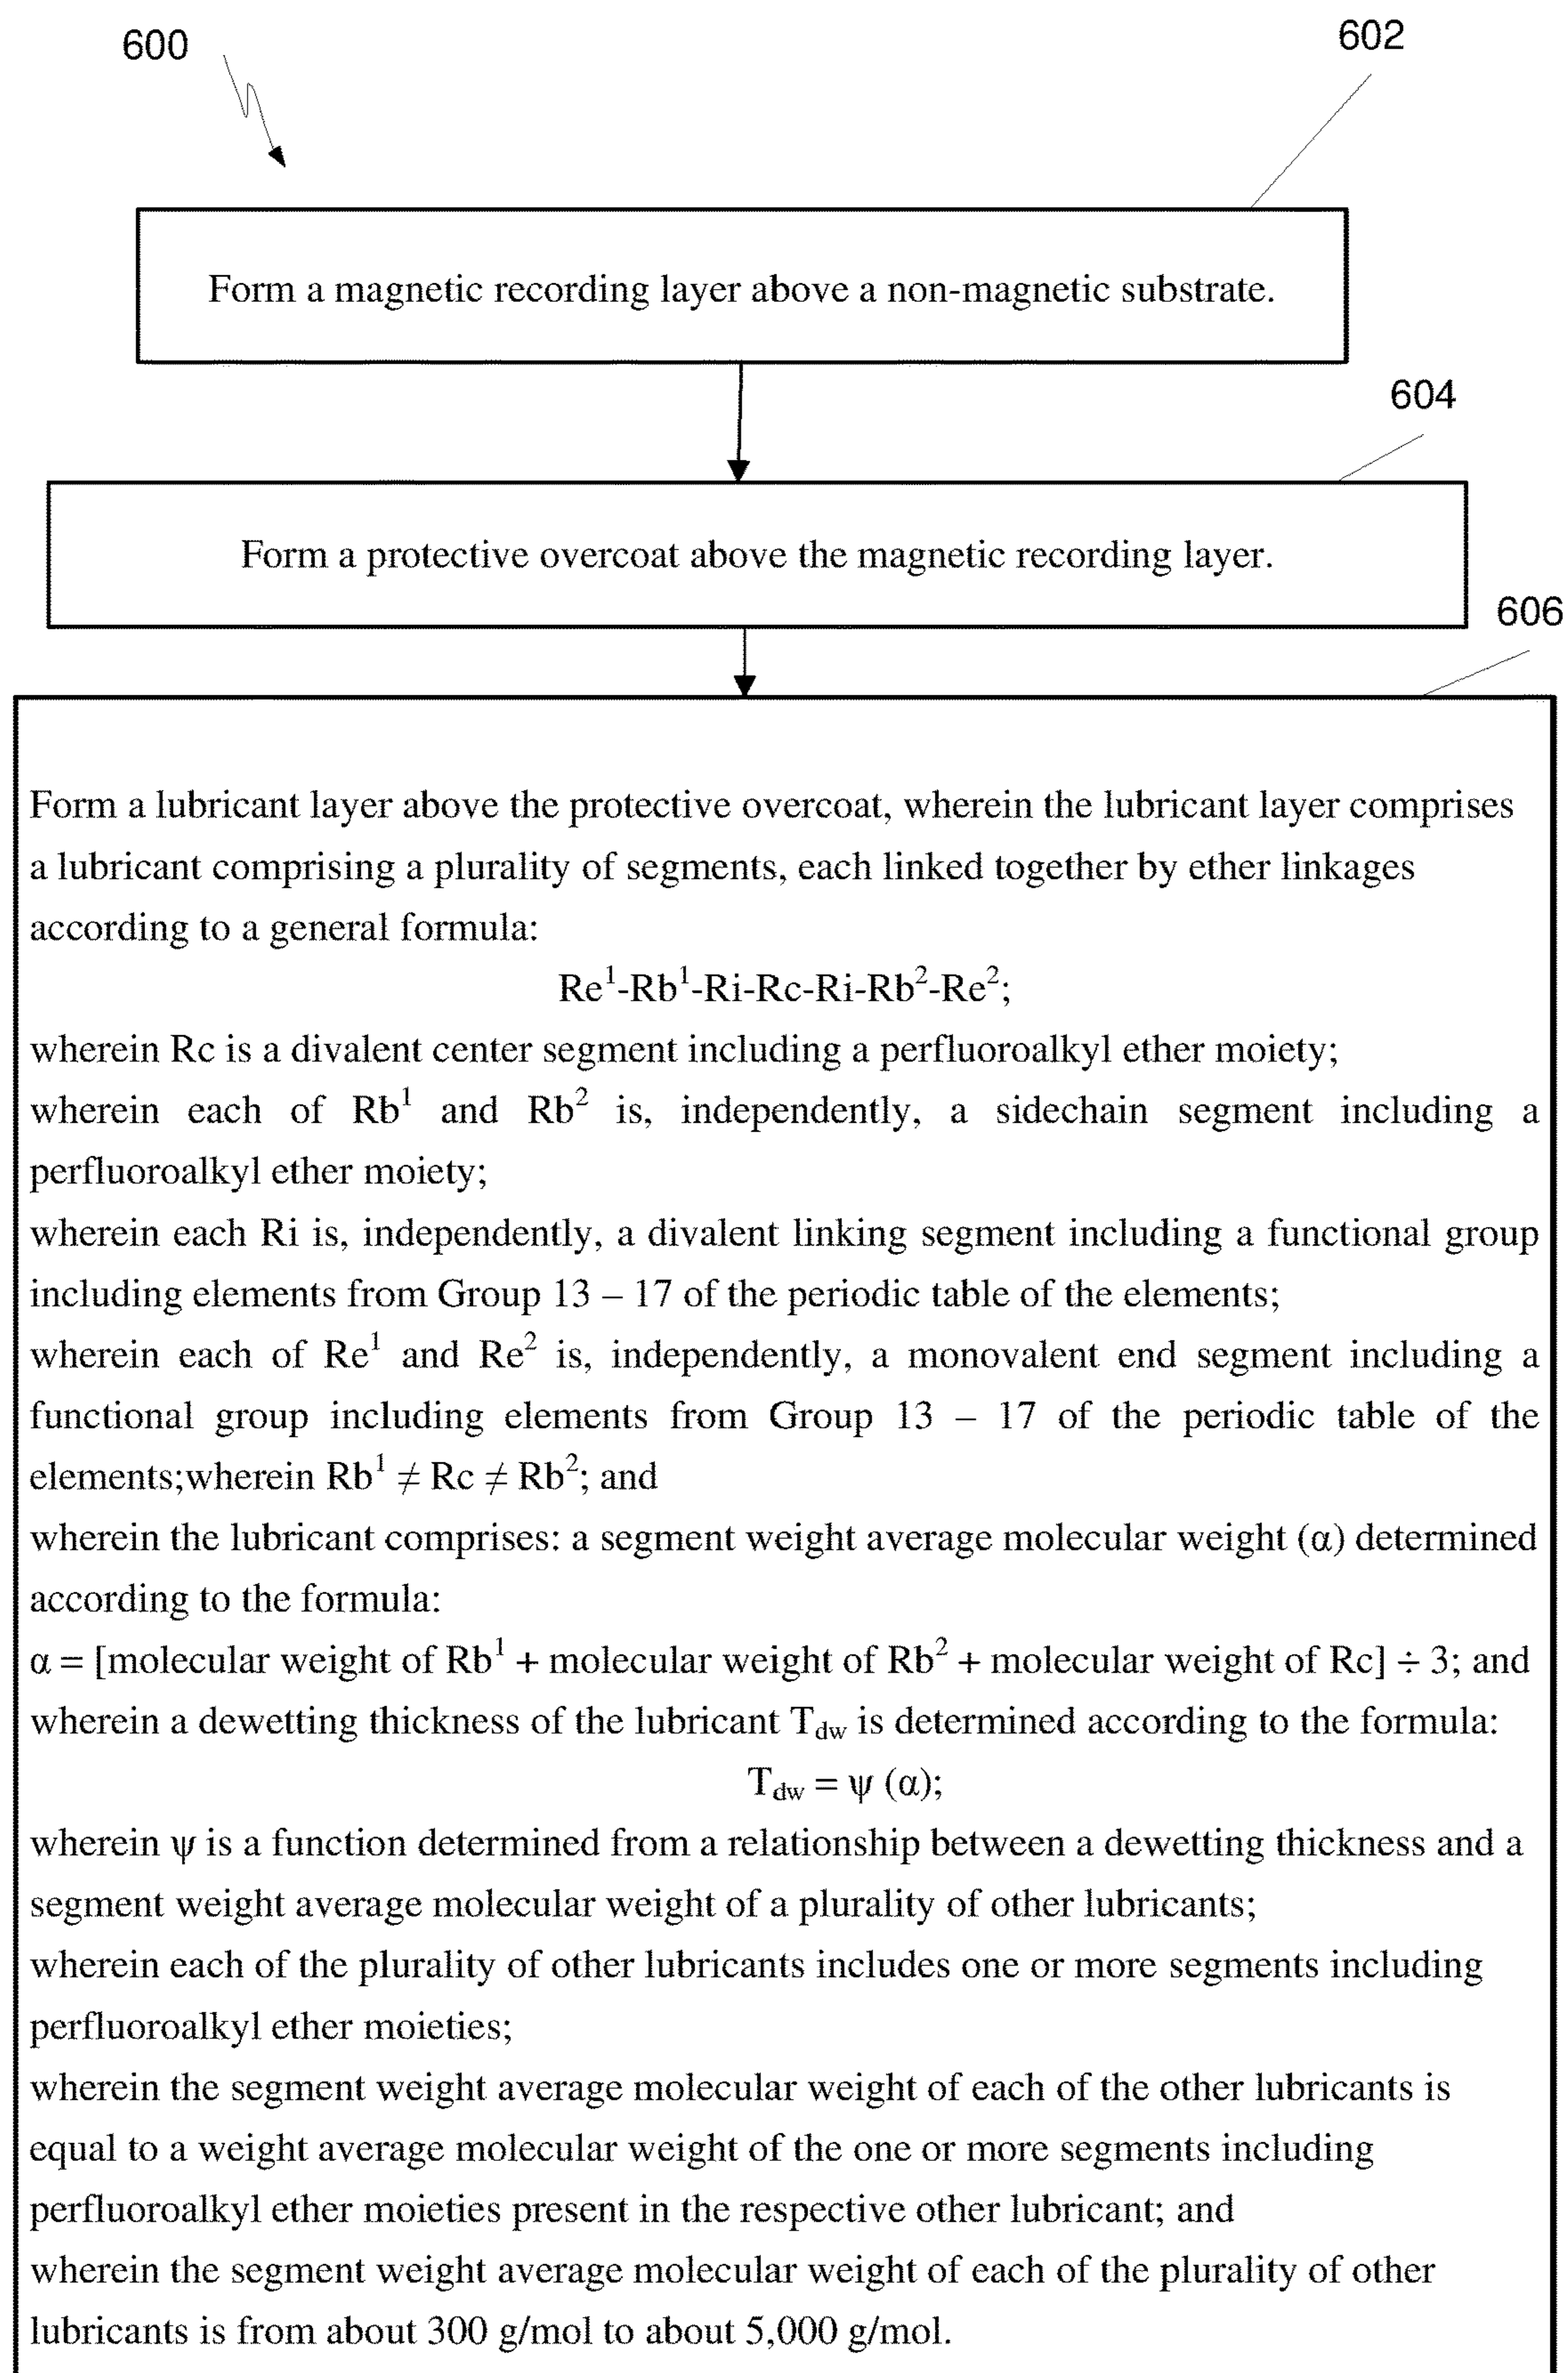 600
602
Form a magnetic recording layer above a non-magnetic substrate.
604
Form a protective overcoat above the magnetic recording layer.
606
Form a lubricant layer above the protective overcoat, wherein the lubricant layer comprises
a lubricant comprising a plurality of segments, each linked together by ether linkages
according to a general formula:
Re¹-Rb¹-Ri-Rc-Ri-Rb²-Re²;
wherein Rc is a divalent center segment including a perfluoroalkyl ether moiety;
wherein each of Rb¹ and Rb² is, independently, a sidechain segment including a
perfluoroalkyl ether moiety;
wherein each Ri is, independently, a divalent linking segment including a functional group
including elements from Group 13 – 17 of the periodic table of the elements;
wherein each of Re¹ and Re² is, independently, a monovalent end segment including a
functional group including elements from Group 13 – 17 of the periodic table of the
elements;wherein Rb¹ ≠ Rc ≠ Rb²; and
wherein the lubricant comprises: a segment weight average molecular weight (α) determined
according to the formula:
α = [molecular weight of Rb¹ + molecular weight of Rb² + molecular weight of Rc] ÷ 3; and
wherein a dewetting thickness of the lubricant T_dw is determined according to the formula:
T_dw = ψ (α);
wherein ψ is a function determined from a relationship between a dewetting thickness and a
segment weight average molecular weight of a plurality of other lubricants;
wherein each of the plurality of other lubricants includes one or more segments including
perfluoroalkyl ether moieties;
wherein the segment weight average molecular weight of each of the other lubricants is
equal to a weight average molecular weight of the one or more segments including
perfluoroalkyl ether moieties present in the respective other lubricant; and
wherein the segment weight average molecular weight of each of the plurality of other
lubricants is from about 300 g/mol to about 5,000 g/mol.